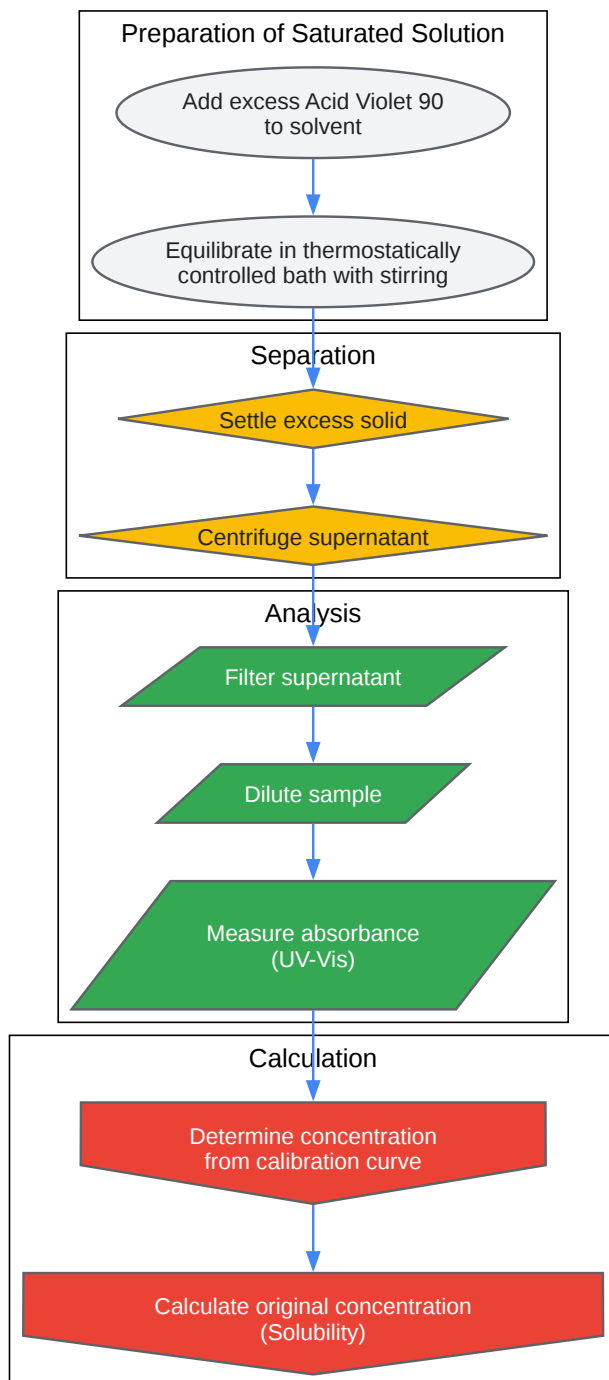 Preparation of Saturated Solution
Add excess Acid Violet 90
to solvent
Equilibrate in thermostatically
controlled bath with stirring
Separation
Settle excess solid
Centrifuge supernatant
Analysis
Filter supernatant
Dilute sample
Measure absorbance
(UV-Vis)
Calculation
Determine concentration
from calibration curve
Calculate original concentration
(Solubility)